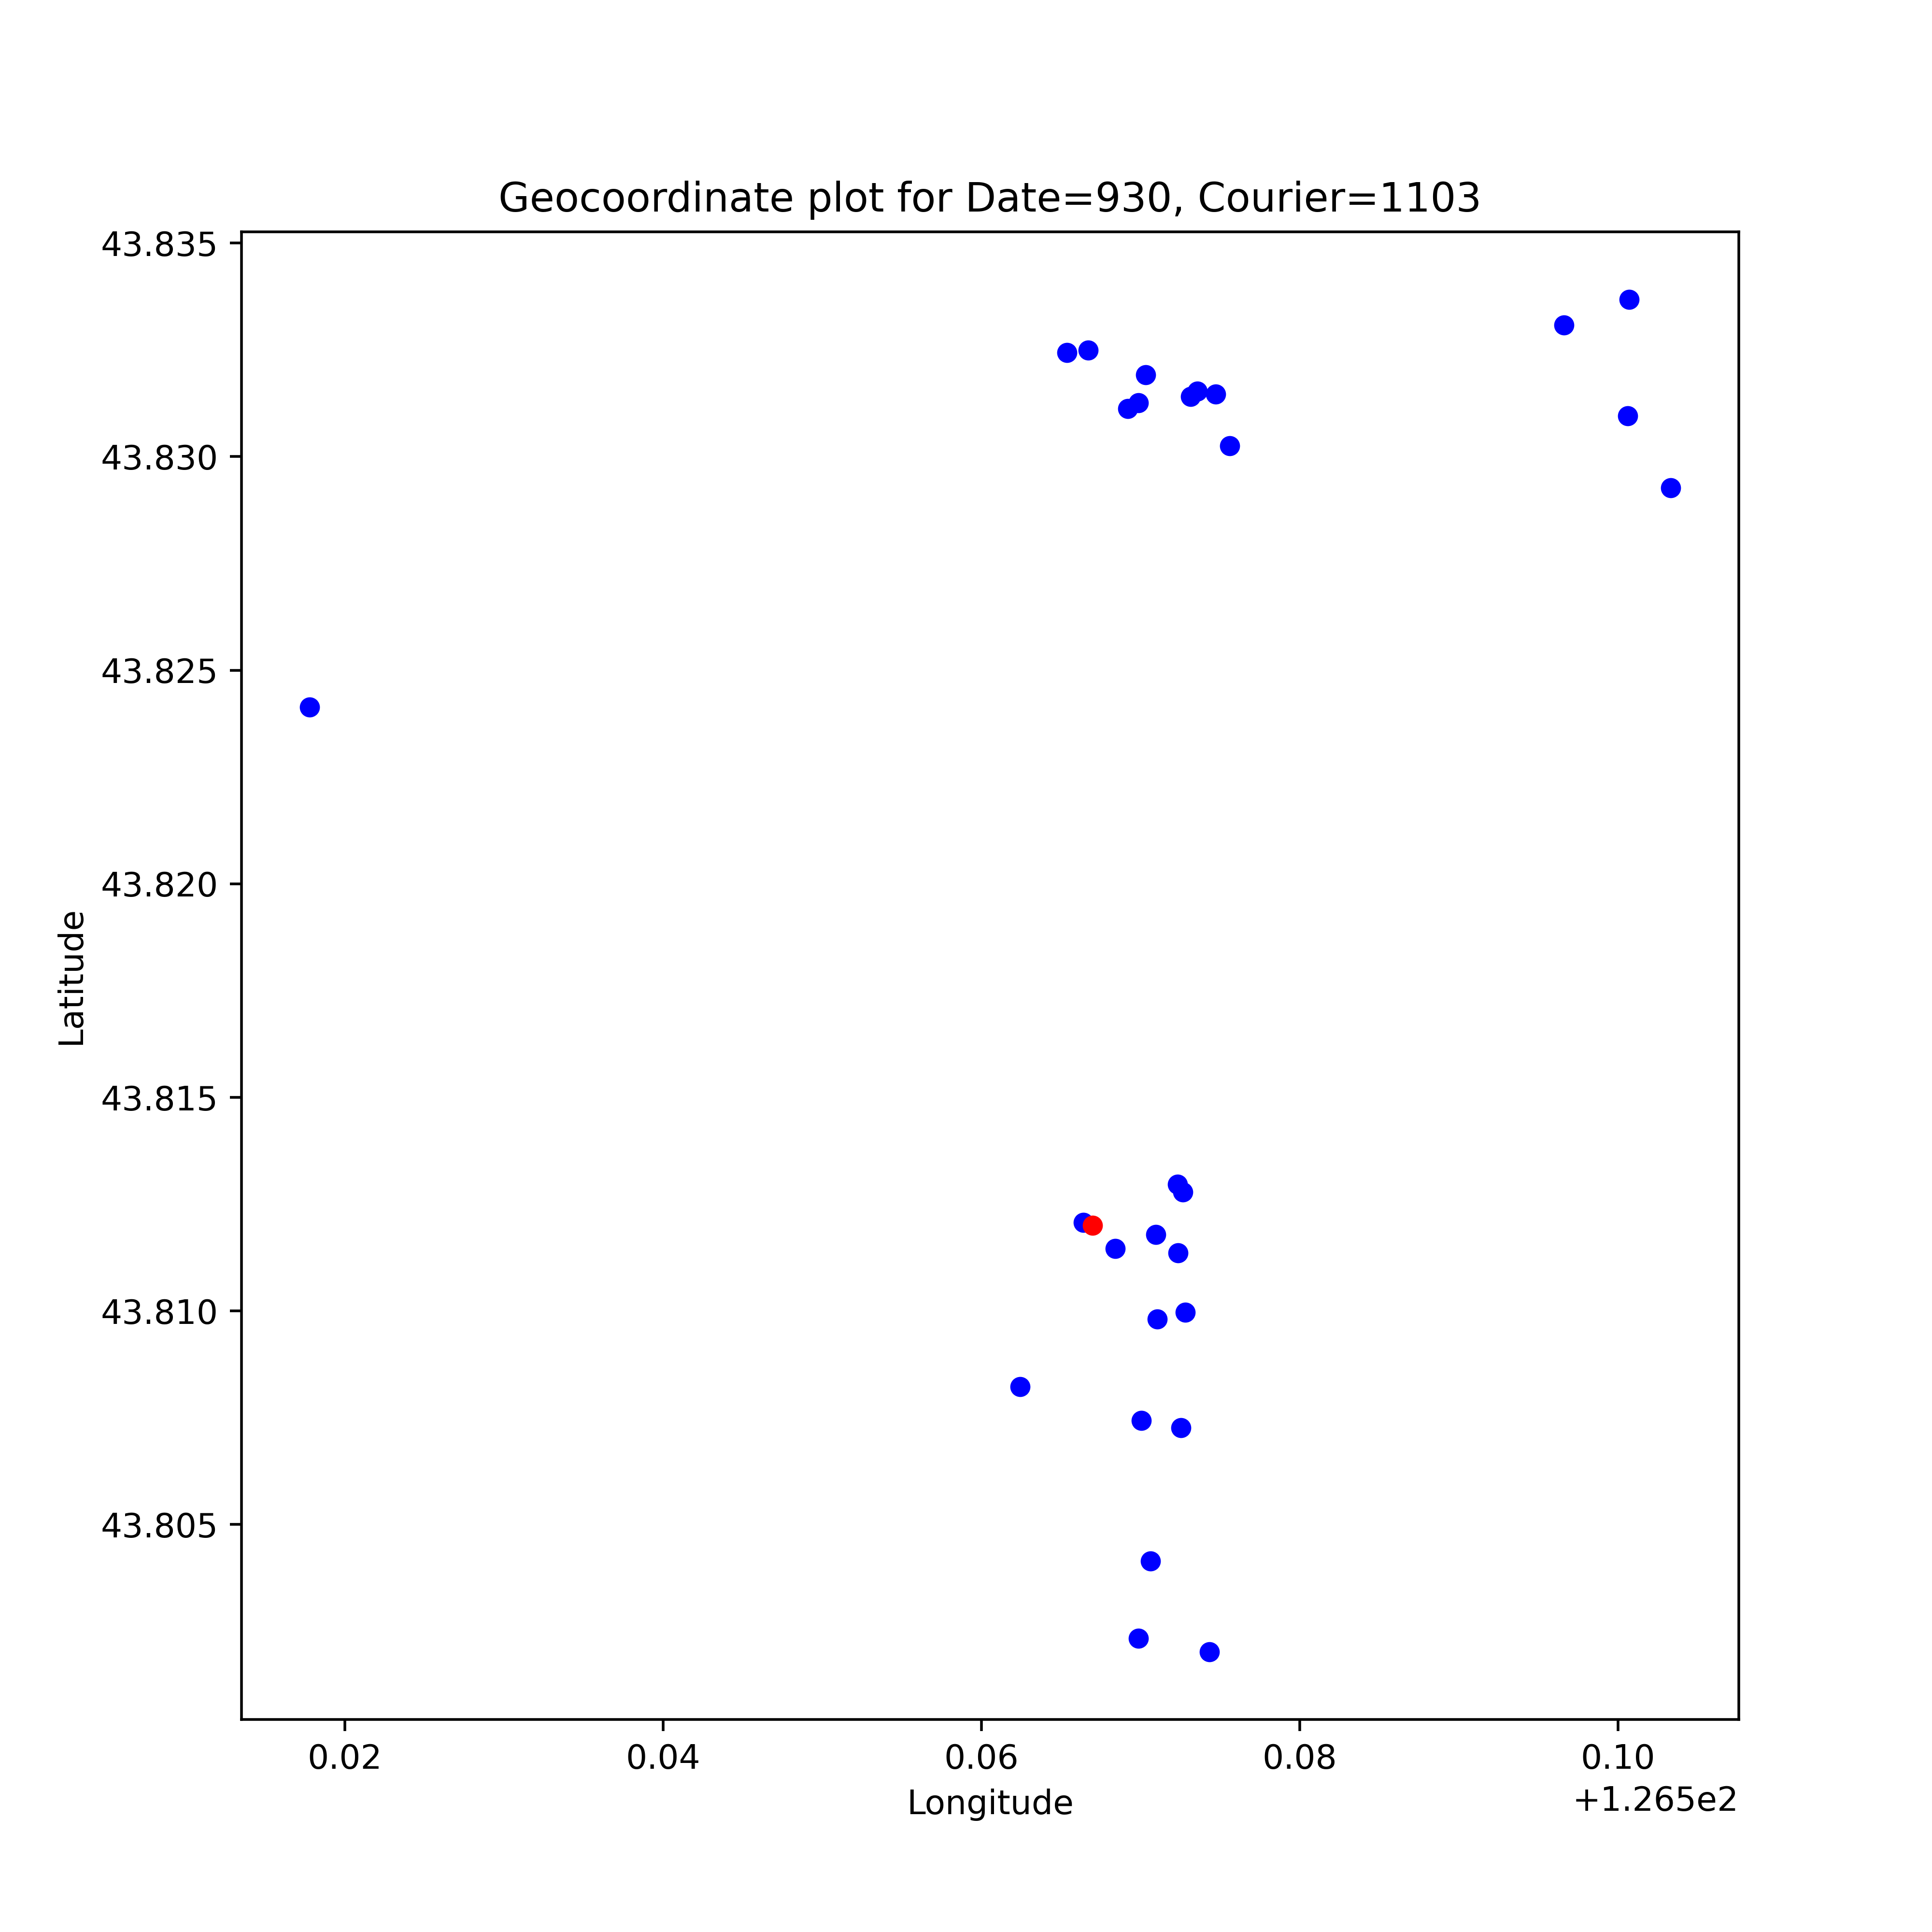 Geocoordinate plot for Date=930, Courier=1103
43.835
43.830
43.825
43.820
43.815
43.810
43.805
Latitude
0.02 0.04 0.06 0.08 0.10
Longitude
+1.265e2